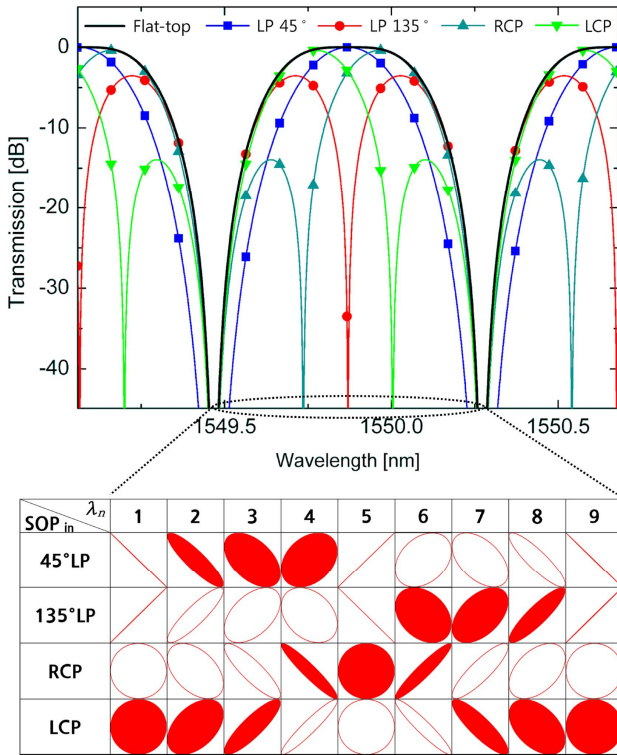 Flat-top LP 45° LP 135° RCP LCP
0
-10
-20
-30
-40
Transmission [dB]
1549.5 1550.0 1550.5
Wavelength [nm]
SOP in λn 1 2 3 4 5 6 7 8 9
45°LP
135°LP
RCP
LCP